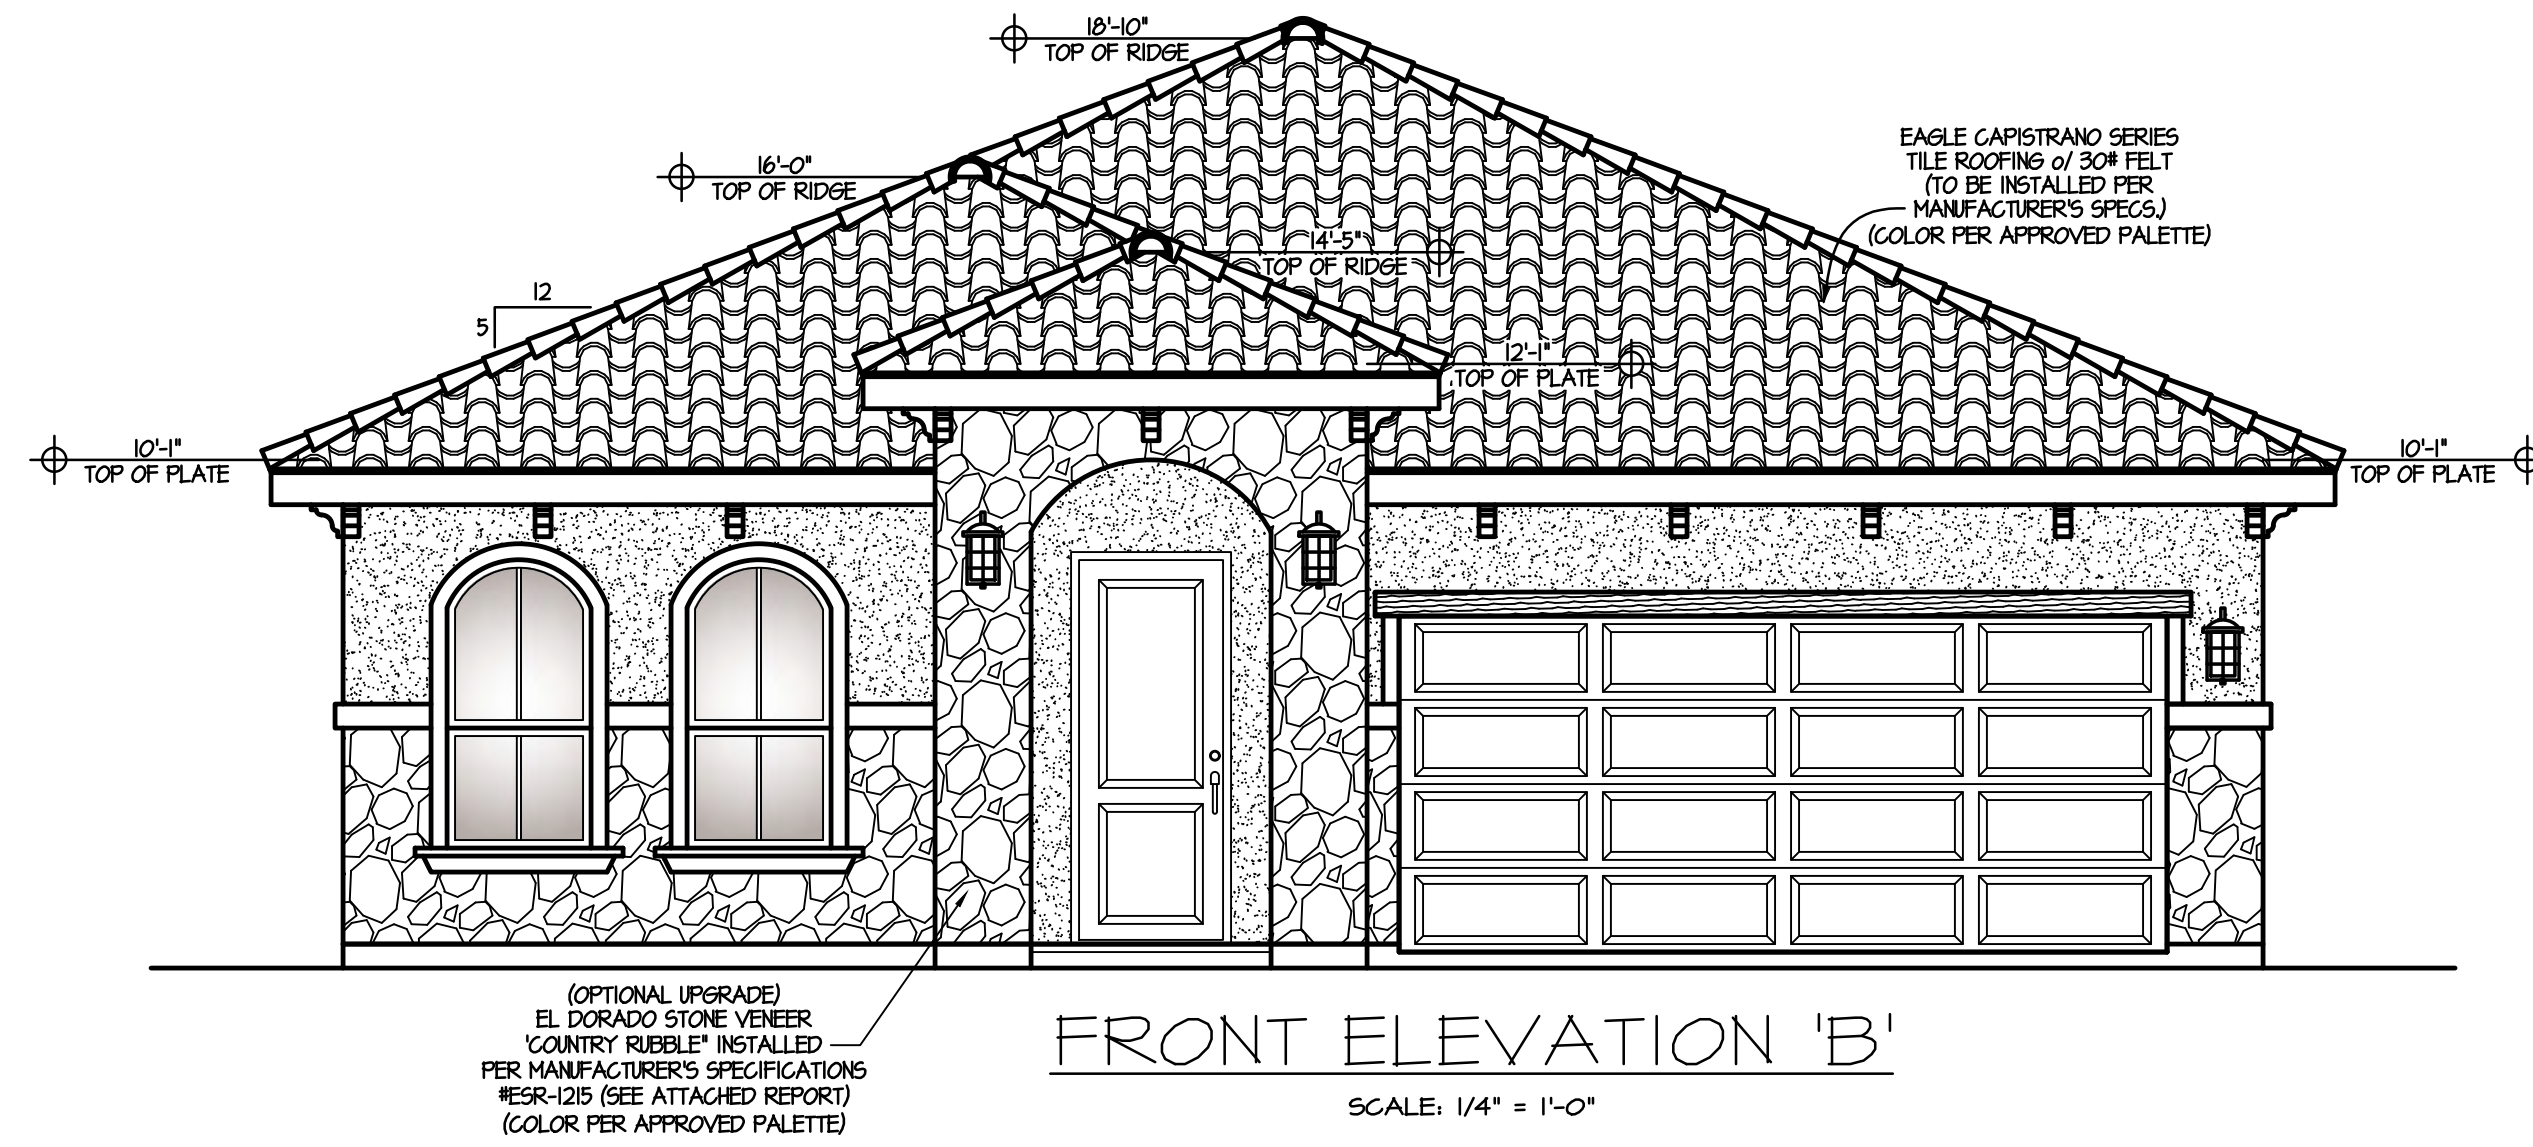 18'-10"
TOP OF RIDGE
EAGLE CAPISTRANO SERIES
TILE ROOFING o/ 30# FELT
(TO BE INSTALLED PER
MANUFACTURER'S SPECS.)
(COLOR PER APPROVED PALETTE)
16'-0"
TOP OF RIDGE
14'-5"
TOP OF RIDGE
12
5
12'-1"
TOP OF PLATE
10'-1"
TOP OF PLATE
10'-1"
TOP OF PLATE
(OPTIONAL UPGRADE)
EL DORADO STONE VENEER
'COUNTRY RUBBLE" INSTALLED
PER MANUFACTURER'S SPECIFICATIONS
#ESR-1215 (SEE ATTACHED REPORT)
(COLOR PER APPROVED PALETTE)
FRONT ELEVATION 'B'
SCALE: 1/4" = 1'-0"